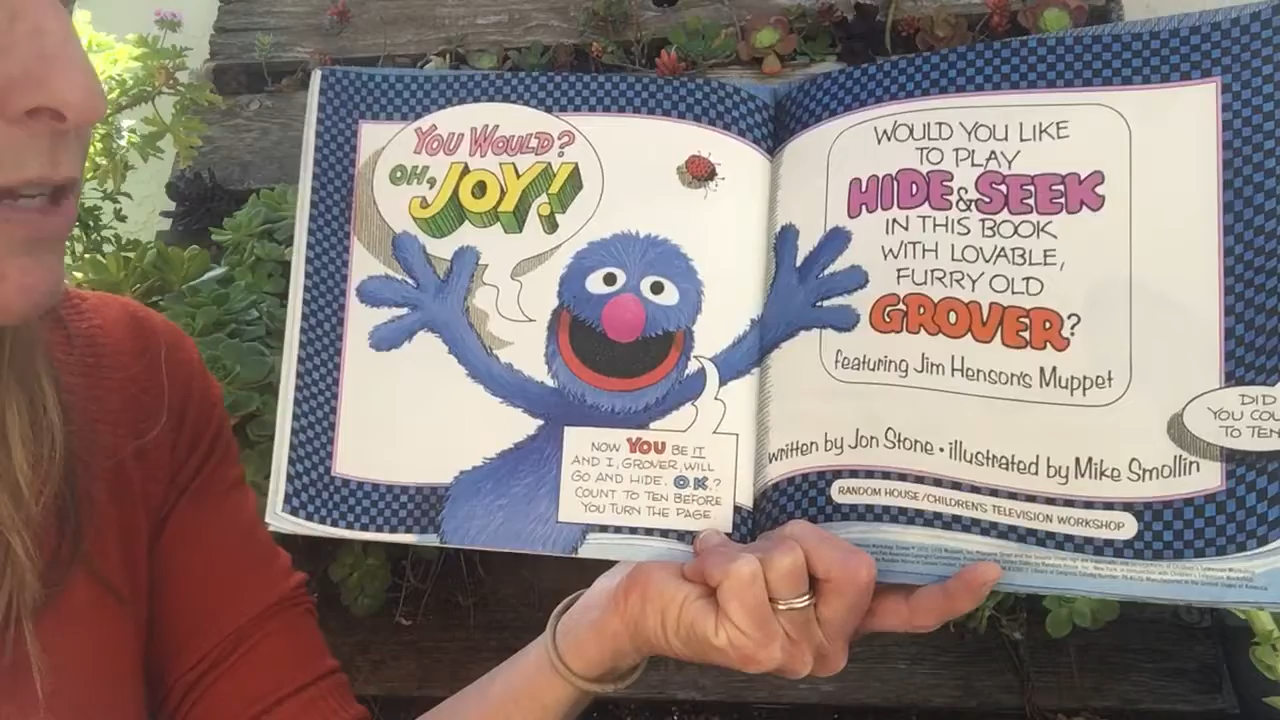 YOU WOULD?
OH, JOY!
NOW YOU BE IT
AND I, GROVER, WILL
GO AND HIDE. O.K.?
COUNT TO TEN BEFORE
YOU TURN THE PAGE
WOULD YOU LIKE
TO PLAY
HIDE & SEEK
IN THIS BOOK
WITH LOVABLE,
FURRY OLD
GROVER?
featuring Jim Henson's Muppet
written by Jon Stone • illustrated by Mike Smollin
RANDOM HOUSE/CHILDREN'S TELEVISION WORKSHOP
DID
YOU COU
TO TEN